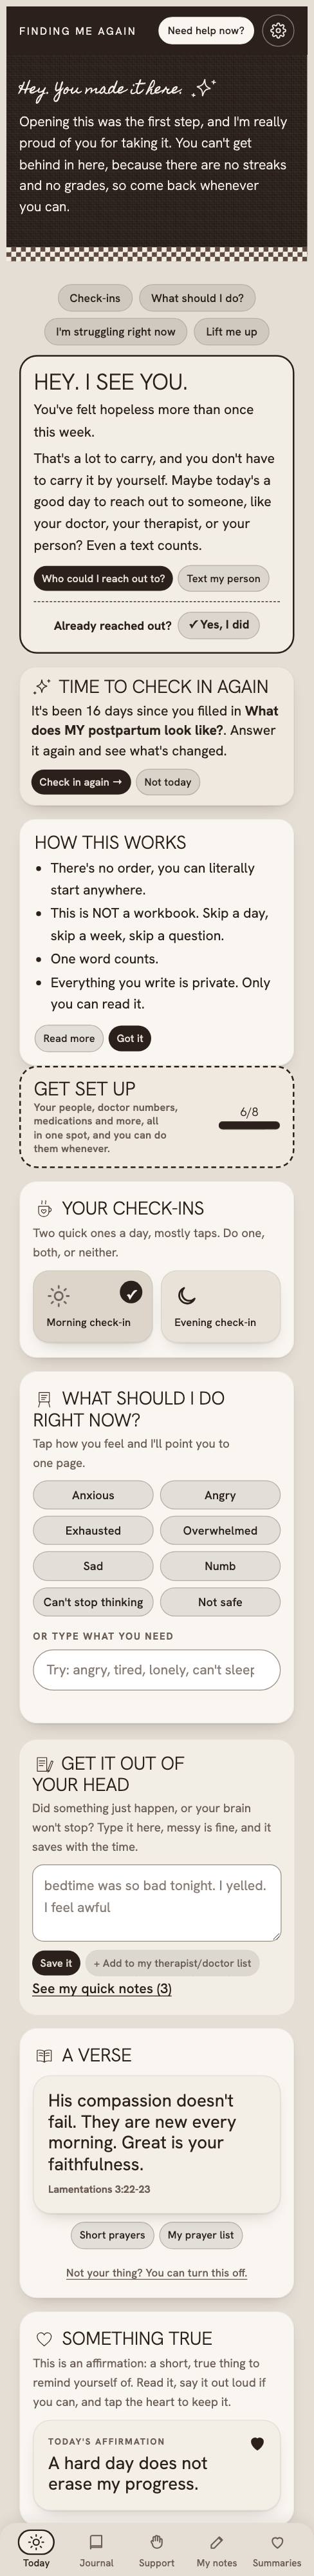 FINDING ME AGAIN
Need help now?
Hey. You made it here.
Opening this was the first step, and I'm really
proud of you for taking it. You can't get
behind in here, because there are no streaks
and no grades, so come back whenever
you can.
Check-ins
What should I do?
I'm struggling right now
Lift me up
HEY. I SEE YOU.
You've felt hopeless more than once
this week.
That's a lot to carry, and you don't have
to carry it by yourself. Maybe today's a
good day to reach out to someone, like
your doctor, your therapist, or your
person? Even a text counts.
Who could I reach out to?
Text my person
Already reached out?
✓ Yes, I did
TIME TO CHECK IN AGAIN
It's been 16 days since you filled in What
does MY postpartum look like?. Answer
it again and see what's changed.
Check in again →
Not today
HOW THIS WORKS
• There's no order, you can literally
start anywhere.
• This is NOT a workbook. Skip a day,
skip a week, skip a question.
• One word counts.
• Everything you write is private. Only
you can read it.
Read more
Got it
GET SET UP
Your people, doctor numbers,
medications and more, all
in one spot, and you can do
them whenever.
6/8
YOUR CHECK-INS
Two quick ones a day, mostly taps. Do one,
both, or neither.
Morning check-in
Evening check-in
WHAT SHOULD I DO
RIGHT NOW?
Tap how you feel and I'll point you to
one page.
Anxious
Angry
Exhausted
Overwhelmed
Sad
Numb
Can't stop thinking
Not safe
OR TYPE WHAT YOU NEED
Try: angry, tired, lonely, can't sleep
GET IT OUT OF
YOUR HEAD
Did something just happen, or your brain
won't stop? Type it here, messy is fine, and it
saves with the time.
bedtime was so bad tonight. I yelled.
I feel awful
Save it
+ Add to my therapist/doctor list
See my quick notes (3)
A VERSE
His compassion doesn't
fail. They are new every
morning. Great is your
faithfulness.
Lamentations 3:22-23
Short prayers
My prayer list
Not your thing? You can turn this off.
SOMETHING TRUE
This is an affirmation: a short, true thing to
remind yourself of. Read it, say it out loud if
you can, and tap the heart to keep it.
TODAY'S AFFIRMATION
A hard day does not
erase my progress.
Today
Journal
Support
My notes
Summaries